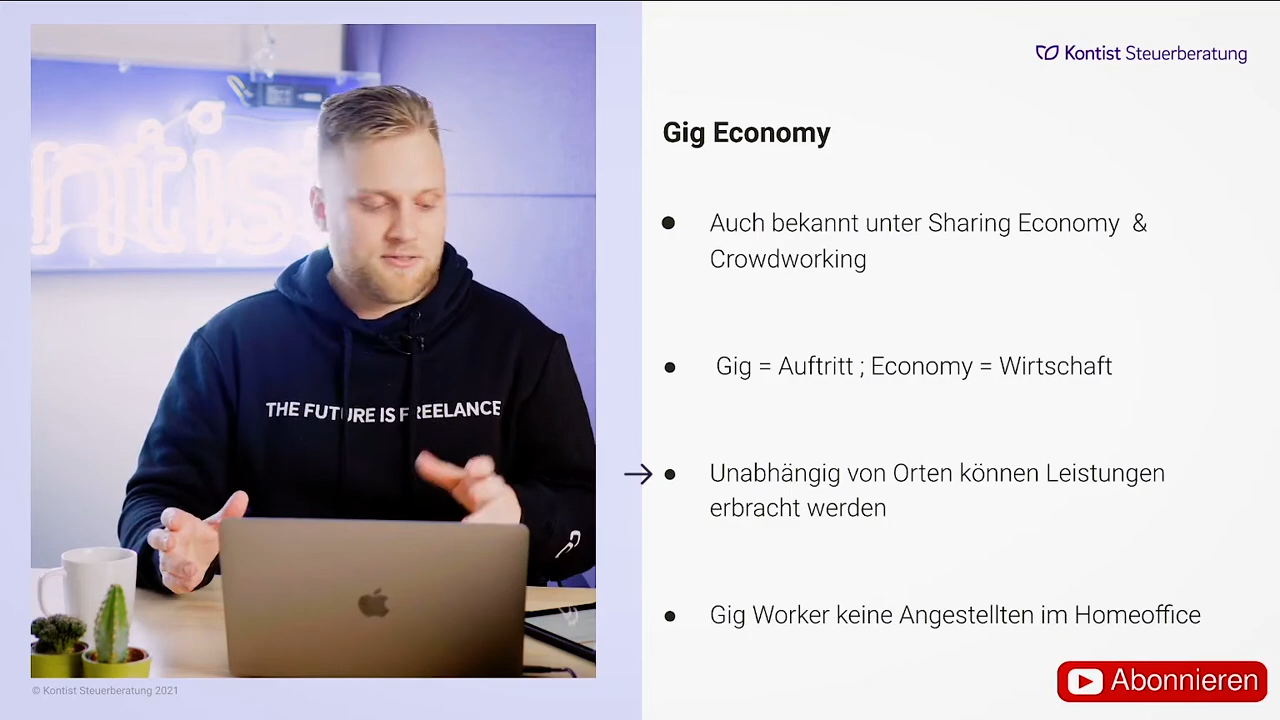 Kontist Steuerberatung
Gig Economy
Auch bekannt unter Sharing Economy &
Crowdworking
Gig = Auftritt ; Economy = Wirtschaft
Unabhängig von Orten können Leistungen
erbracht werden
Gig Worker keine Angestellten im Homeoffice
Abonnieren
ntist
THE FUTURE IS FREELANCE
© Kontist Steuerberatung 2021